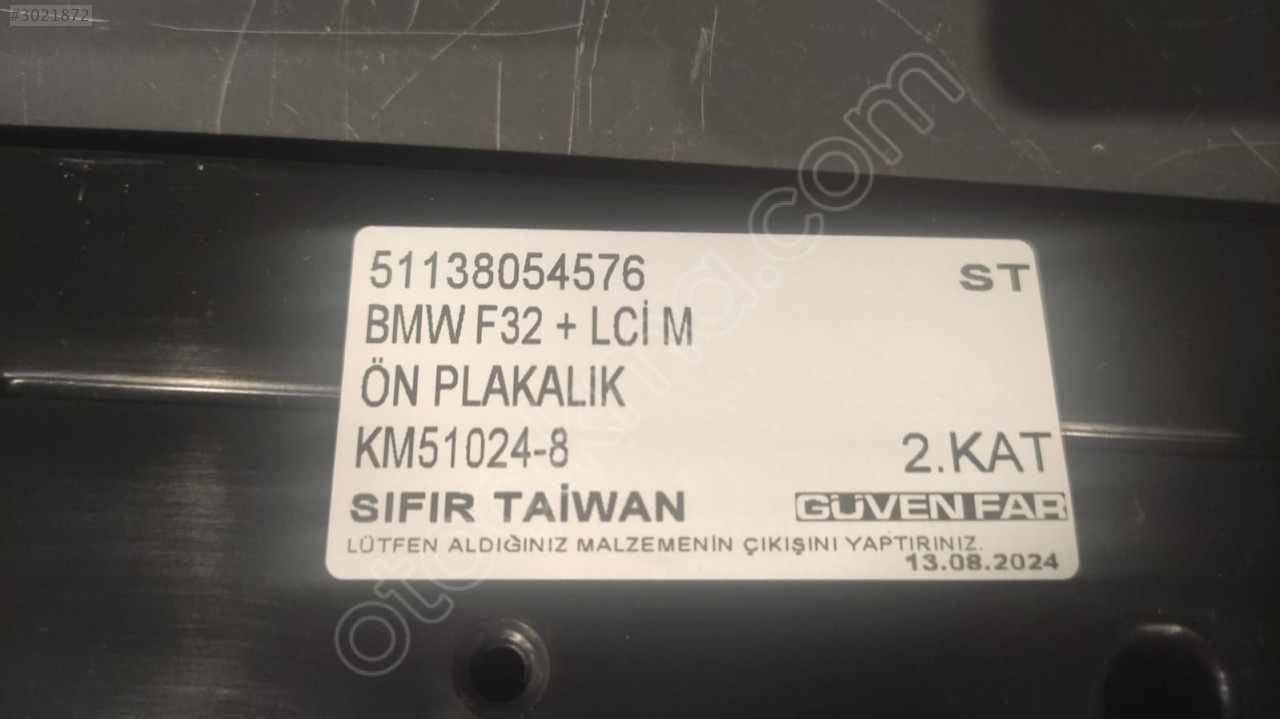 #3021872
51138054576 ST
BMW F32 + LCİ M
ÖN PLAKALIK
KM51024-8 2.KAT
SIFIR TAİWAN GÜVEN FAR
LÜTFEN ALDIĞINIZ MALZEMENİN ÇIKIŞINI YAPTIRINIZ.
13.08.2024
otocikma.com